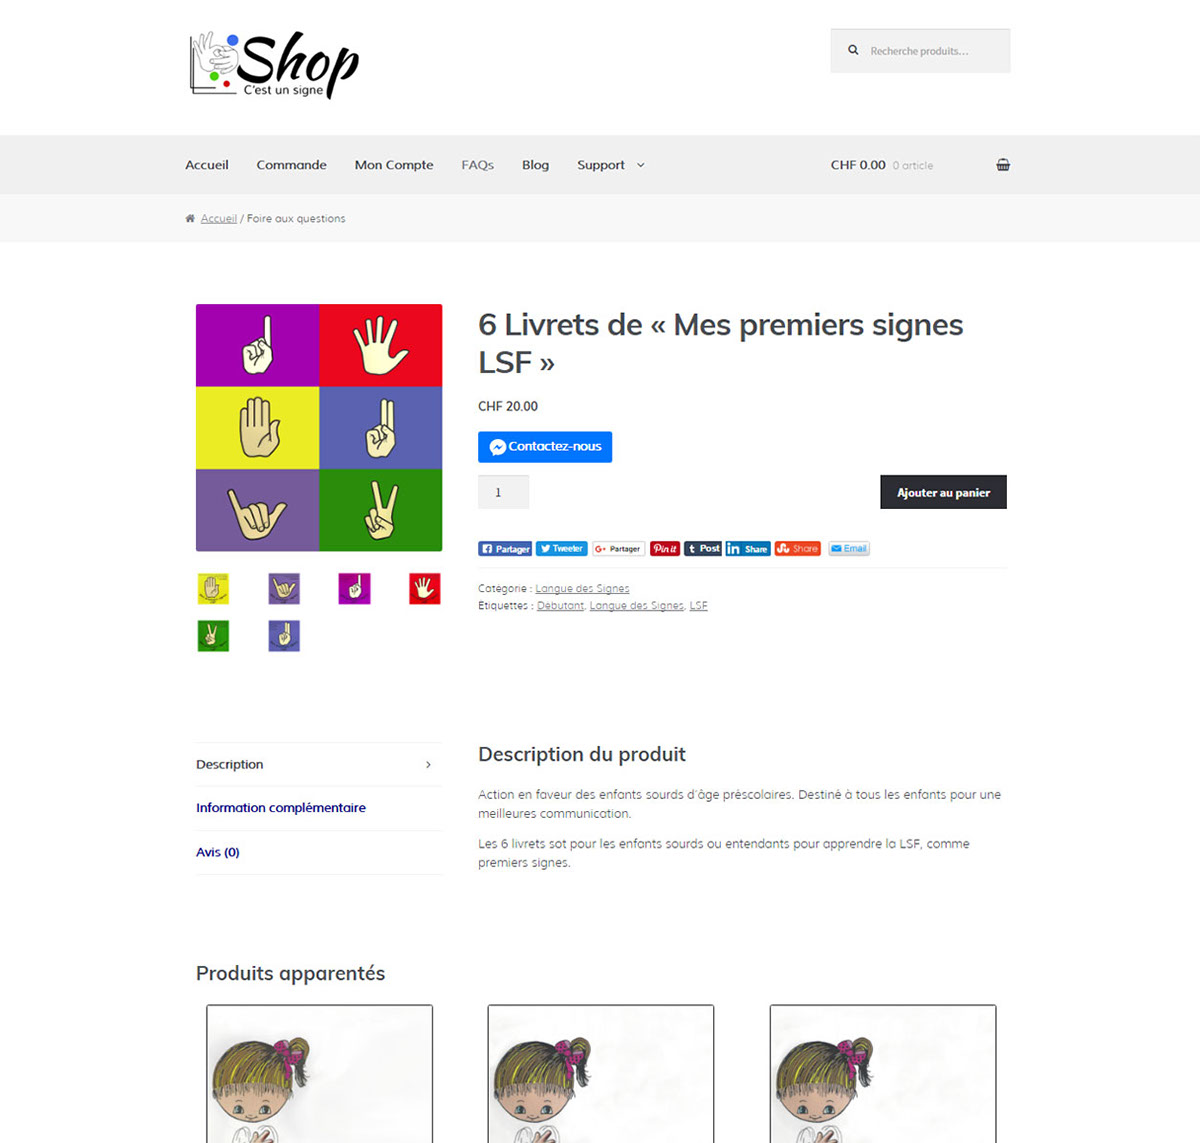 Shop
C'est un signe
Recherche produits...
Accueil Commande Mon Compte FAQs Blog Support CHF 0.00 0 article
Accueil / Foire aux questions
6 Livrets de « Mes premiers signes
LSF »
CHF 20.00
Contactez-nous
1 Ajouter au panier
Partager Tweeter G+ Partager Pin it t Post in Share Share Email
Catégorie : Langue des Signes
Etiquettes : Débutant, Langue des Signes, LSF
Description
Information complémentaire
Avis (0)
Description du produit
Action en faveur des enfants sourds d'âge préscolaires. Destiné à tous les enfants pour une
meilleures communication.
Les 6 livrets sot pour les enfants sourds ou entendants pour apprendre la LSF, comme
premiers signes.
Produits apparentés